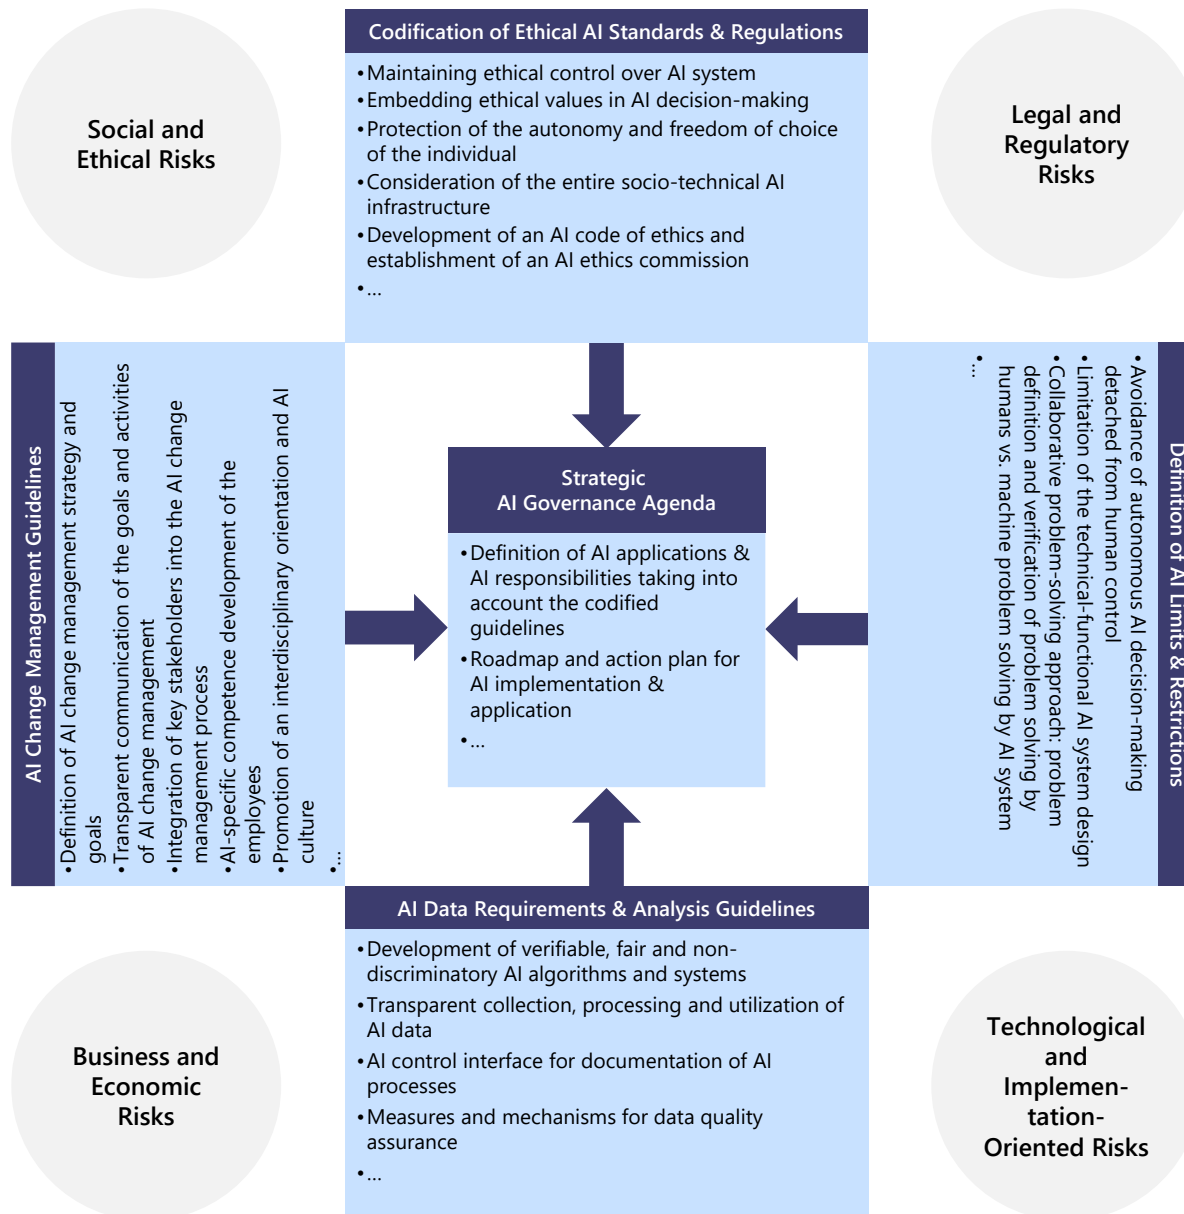 Codification of Ethical AI Standards & Regulations
•Maintaining ethical control over AI system
•Embedding ethical values in AI decision-making
•Protection of the autonomy and freedom of choice
of the individual
•Consideration of the entire socio-technical AI
infrastructure
•Development of an AI code of ethics and
establishment of an AI ethics commission
•...
Social and
Ethical Risks
Legal and
Regulatory
Risks
AI Change Management Guidelines
•Definition of AI change management strategy and
goals
•Transparent communication of the goals and activities
of AI change management
•Integration of key stakeholders into the AI change
management process
•AI-specific competence development of the
employees
•Promotion of an interdisciplinary orientation and AI
culture
•...
Strategic
AI Governance Agenda
•Definition of AI applications &
AI responsibilities taking into
account the codified
guidelines
•Roadmap and action plan for
AI implementation &
application
•...
Definition of AI Limits & Restrictions
•Avoidance of autonomous AI decision-making
detached from human control
•Limitation of the technical-functional AI system design
•Collaborative problem-solving approach: problem
definition and verification of problem solving by
humans vs. machine problem solving by AI system
•...
AI Data Requirements & Analysis Guidelines
•Development of verifiable, fair and non-
discriminatory AI algorithms and systems
•Transparent collection, processing and utilization of
AI data
•AI control interface for documentation of AI
processes
•Measures and mechanisms for data quality
assurance
•...
Business and
Economic
Risks
Technological
and
Implemen-
tation-
Oriented Risks